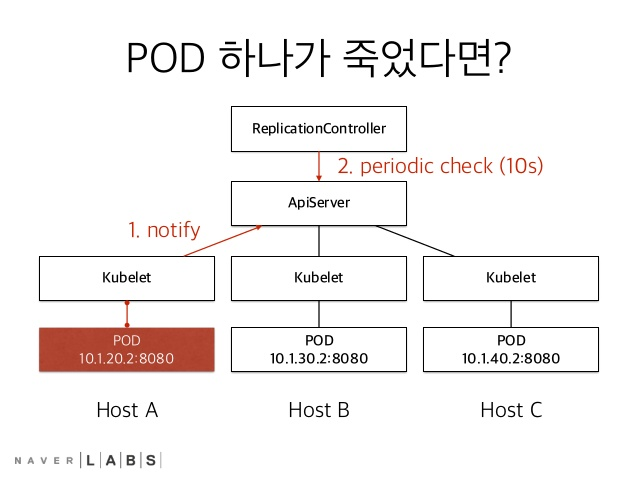 POD 하나가 죽었다면?
ReplicationController
2. periodic check (10s)
ApiServer
1. notify
Kubelet
Kubelet
Kubelet
POD
10.1.20.2:8080
POD
10.1.30.2:8080
POD
10.1.40.2:8080
Host A
Host B
Host C
NAVER LABS